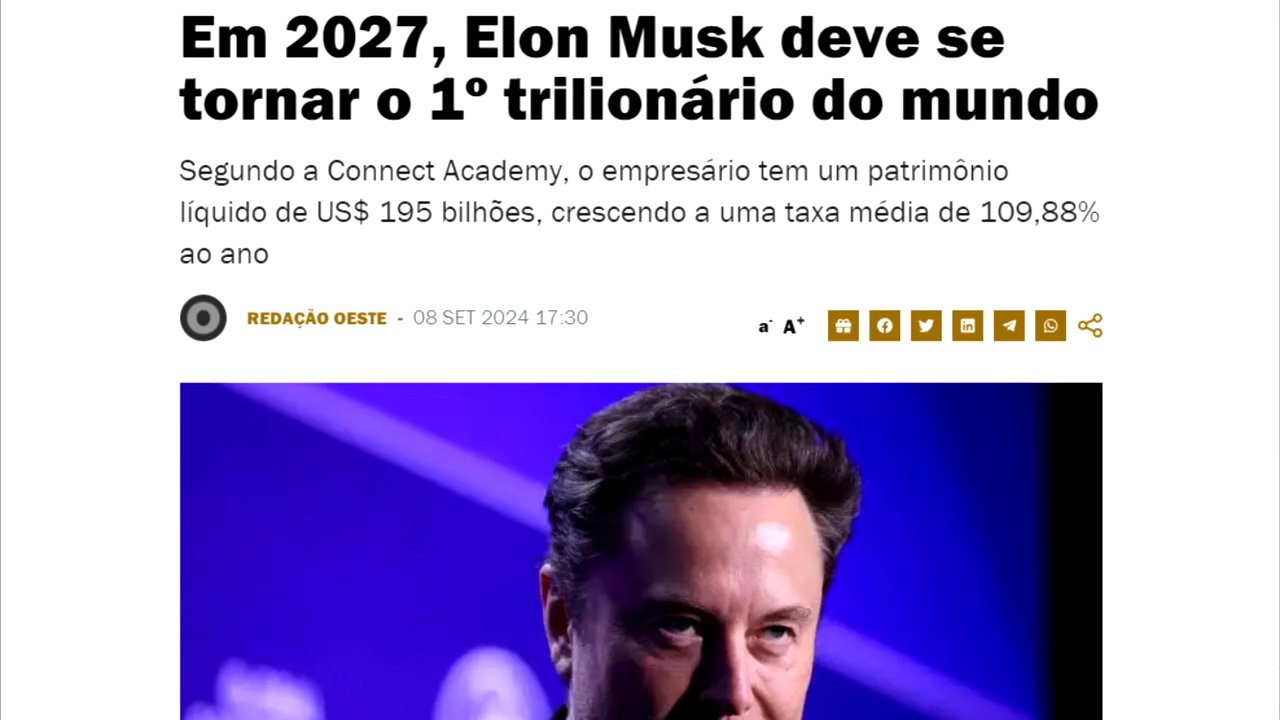 Em 2027, Elon Musk deve se
tornar o 1º trilionário do mundo
Segundo a Connect Academy, o empresário tem um patrimônio
líquido de US$ 195 bilhões, crescendo a uma taxa média de 109,88%
ao ano
REDAÇÃO OESTE - 08 SET 2024 17:30
a- A+